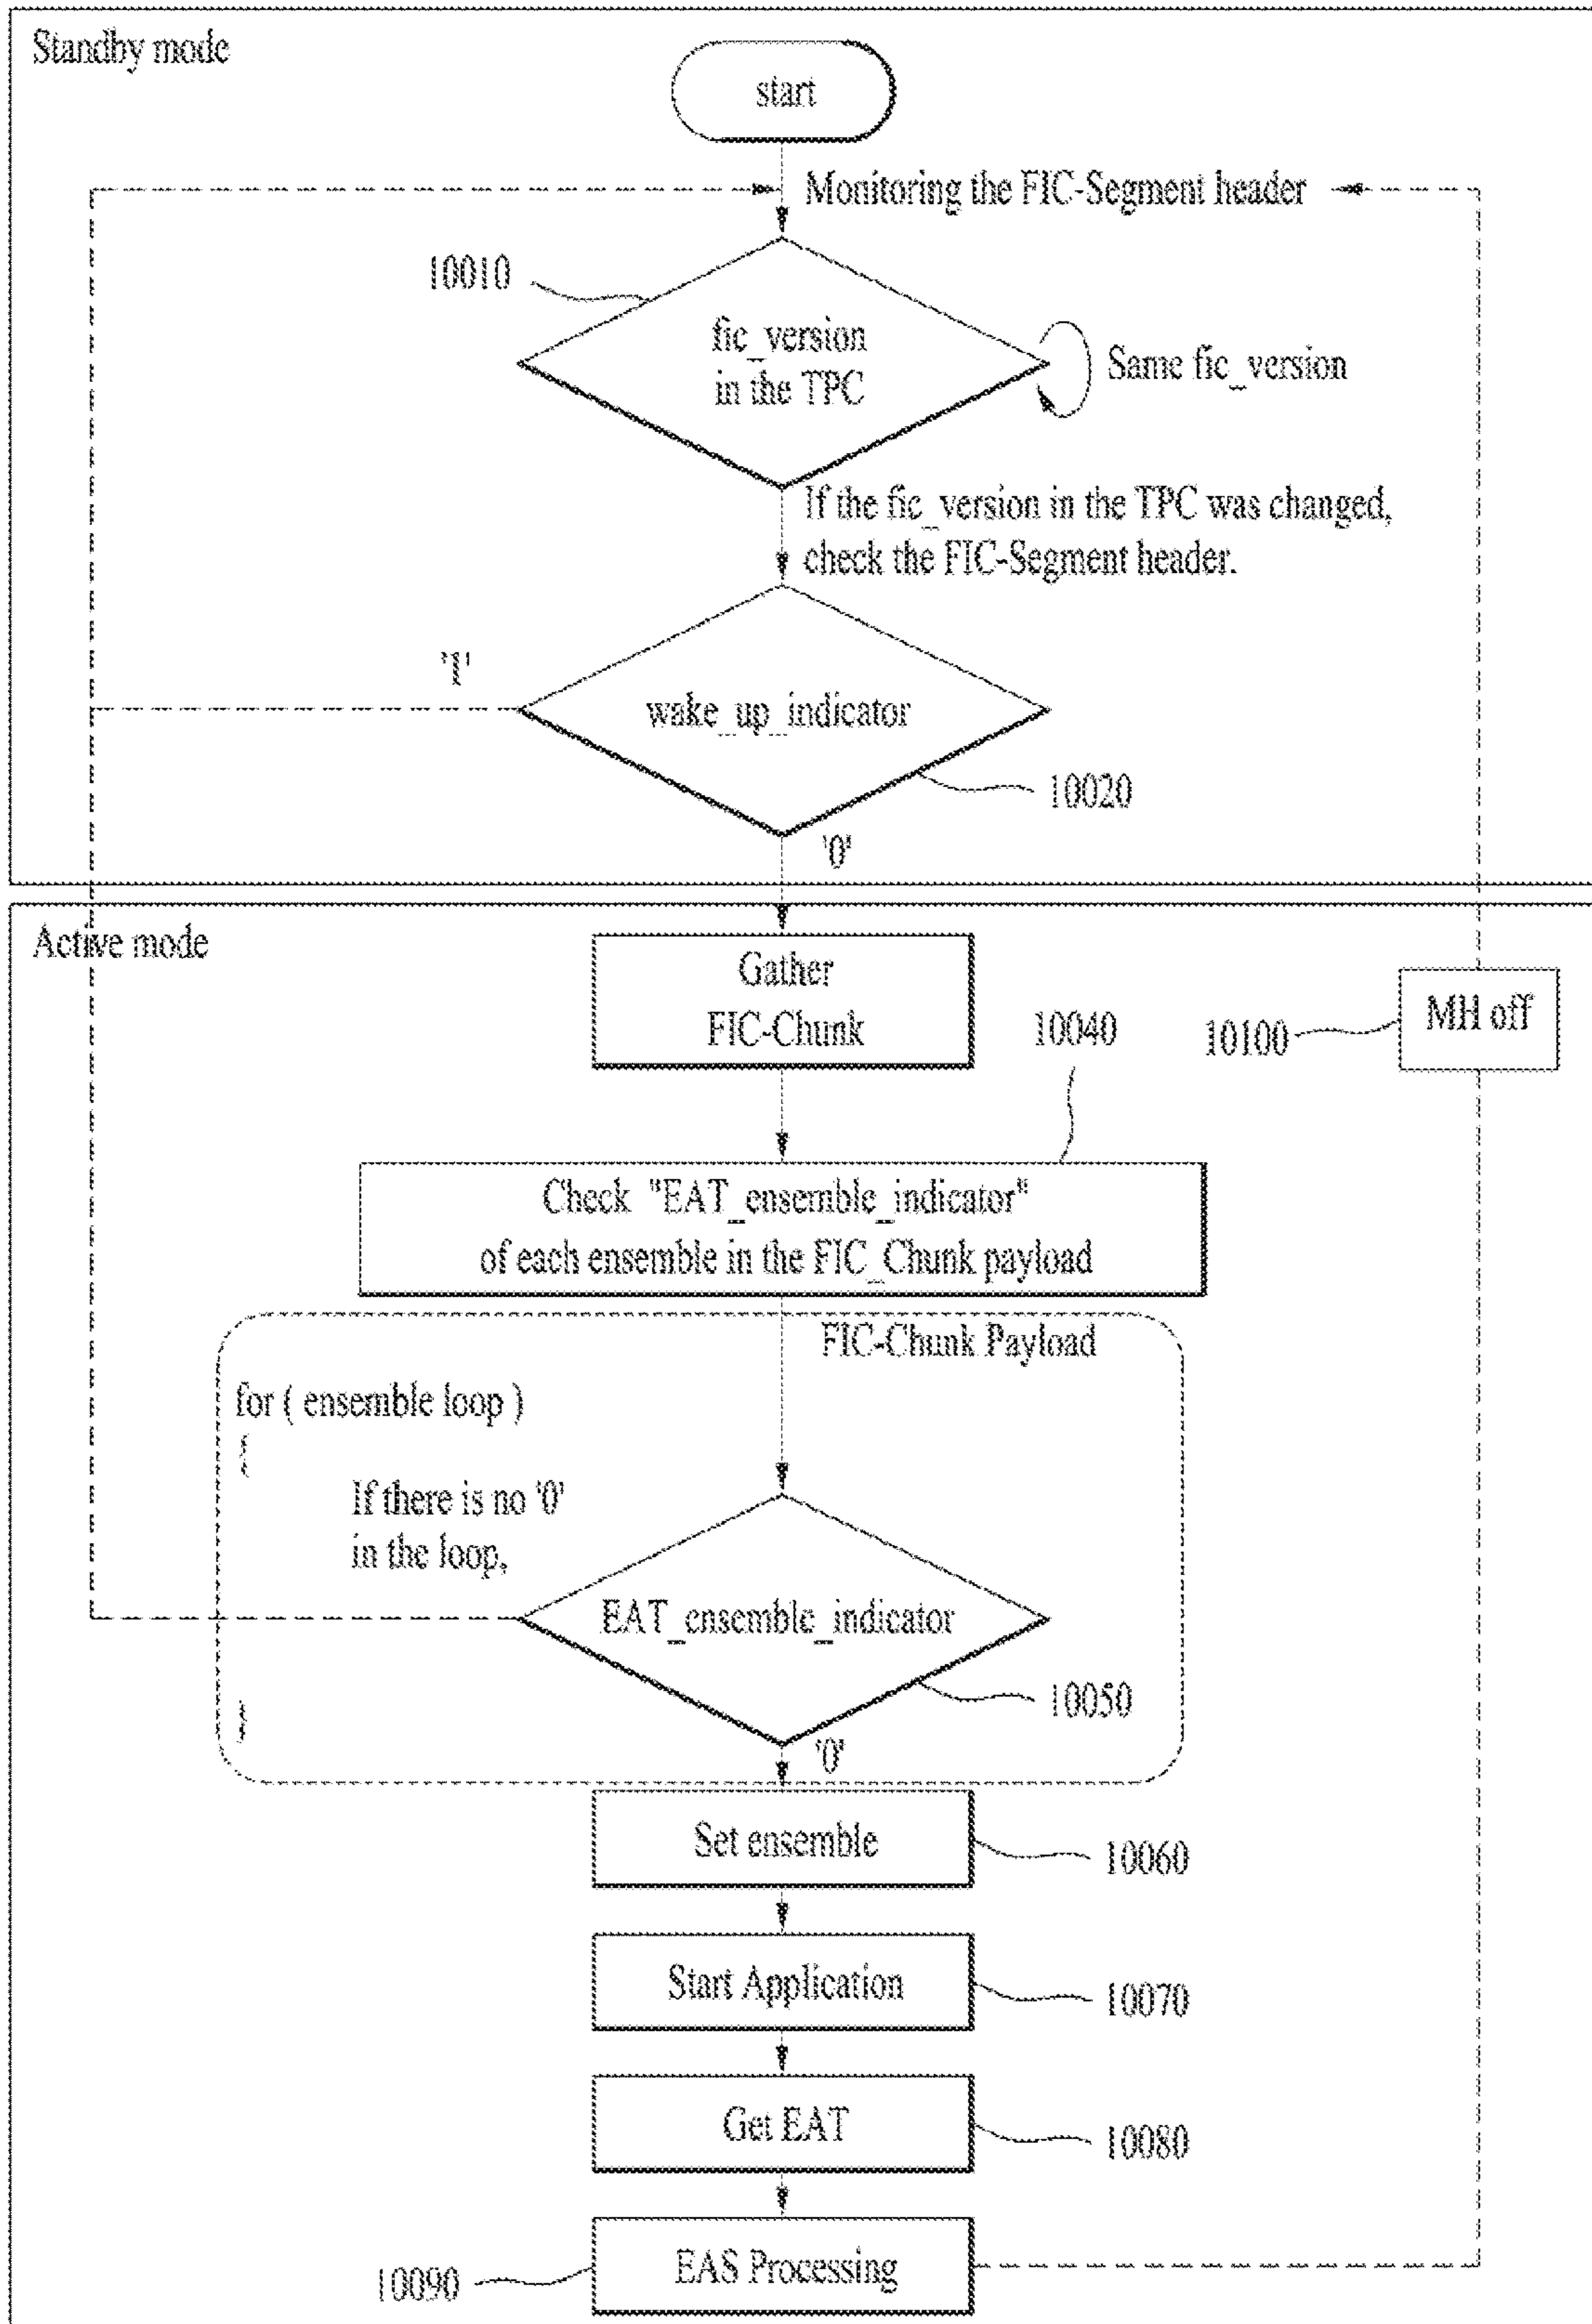 Standby mode
start
Monitoring the FIC-Segment header
10010
fic_version
in the TPC
Same fic_version
If the fic_version in the TPC was changed,
check the FIC-Segment header.
'1'
wake_up_indicator
10020
'0'
Active mode
Gather
FIC-Chunk
10040
10100
MH off
Check "EAT_ensemble_indicator"
of each ensemble in the FIC_Chunk payload
FIC-Chunk Payload
for ( ensemble loop )
{
If there is no '0'
in the loop,
EAT_ensemble_indicator
10050
}
'0'
Set ensemble
10060
Start Application
10070
Get EAT
10080
EAS Processing
10090